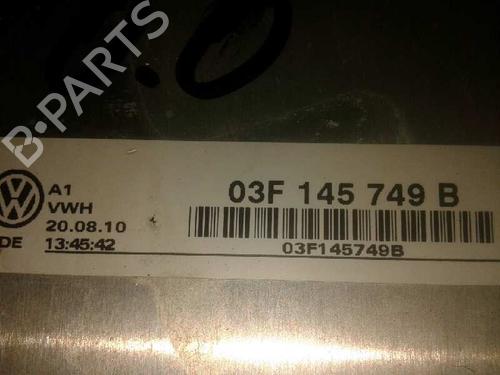 B-PARTS
A1
VWH
20.08.10
DE 13:45:42
03F 145 749 B
03F145749B